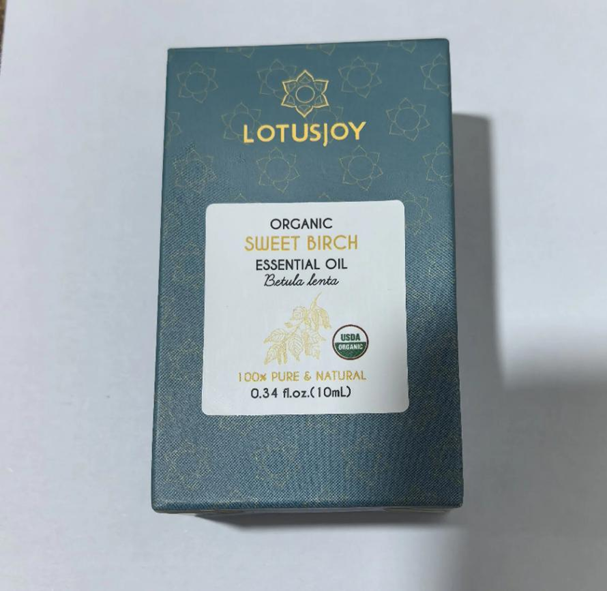 LOTUSJOY
ORGANIC
SWEET BIRCH
ESSENTIAL OIL
Betula lenta
USDA
ORGANIC
100% PURE & NATURAL
0.34 fl.oz.(10mL)